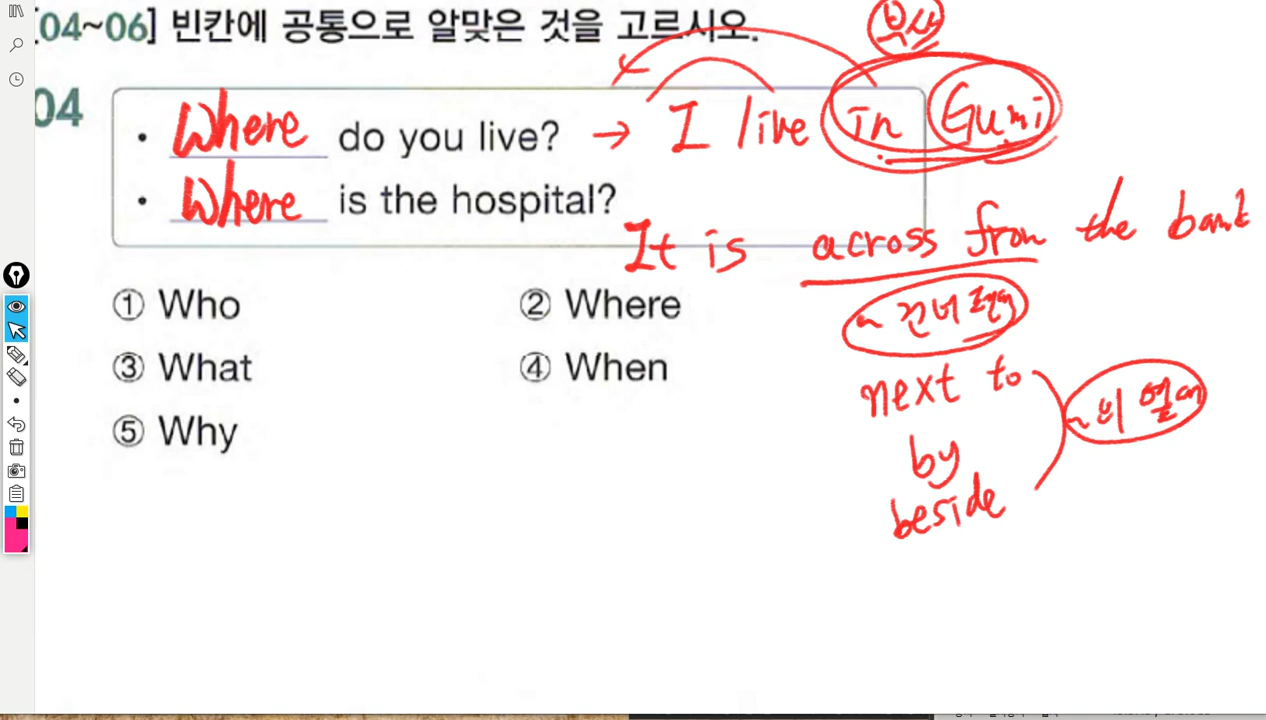 [04~06] 빈칸에 공통으로 알맞은 것을 고르시오.
부사
04
• Where do you live? → I live in Gumi
• Where is the hospital?
It is across from the bank
~ 건너편에
① Who ② Where
③ What ④ When
⑤ Why
next to
by
beside
~의 옆에